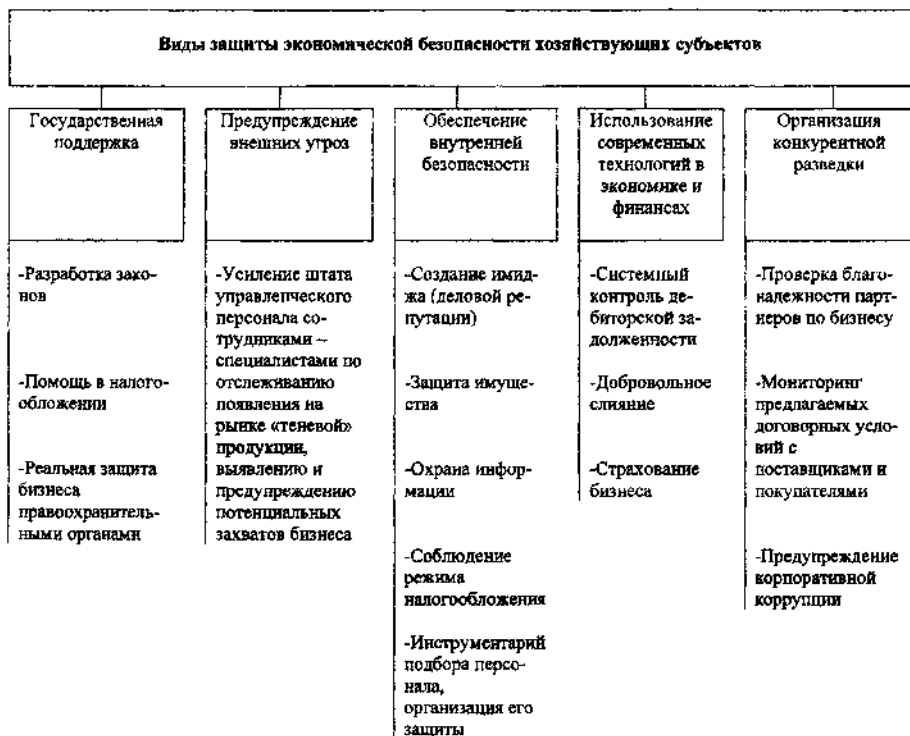 Виды защиты экономической безопасности хозяйствующих субъектов
Государственная
поддержка
Предупреждение
внешних угроз
Обеспечение
внутренней
безопасности
Использование
современных
технологий в
экономике и
финансах
Организация
конкурентной
разведки
-Разработка зако-
нов
-Помощь в налого-
обложении
-Реальная защита
бизнеса
правоохранитель-
ными органами
-Усиление штата
управленческого
персонала со-
трудниками –
специалистами по
отслеживанию
появления на
рынке «теневой»
продукции,
выявлению и
предупреждению
потенциальных
захватов бизнеса
-Создание имид-
жа (деловой ре-
путации)
-Защита имуще-
ства
-Охрана инфор-
мации
-Соблюдение
режима
налогообложения
-Инструментарий
подбора персо-
нала,
организация его
защиты
-Системный
контроль де-
биторской за-
долженности
-Добровольное
слияние
-Страхование
бизнеса
-Проверка благо-
надежности парт-
неров по бизнесу
-Мониторинг
предлагаемых
договорных усло-
вий с
поставщиками и
покупателями
-Предупреждение
корпоративной
коррупции